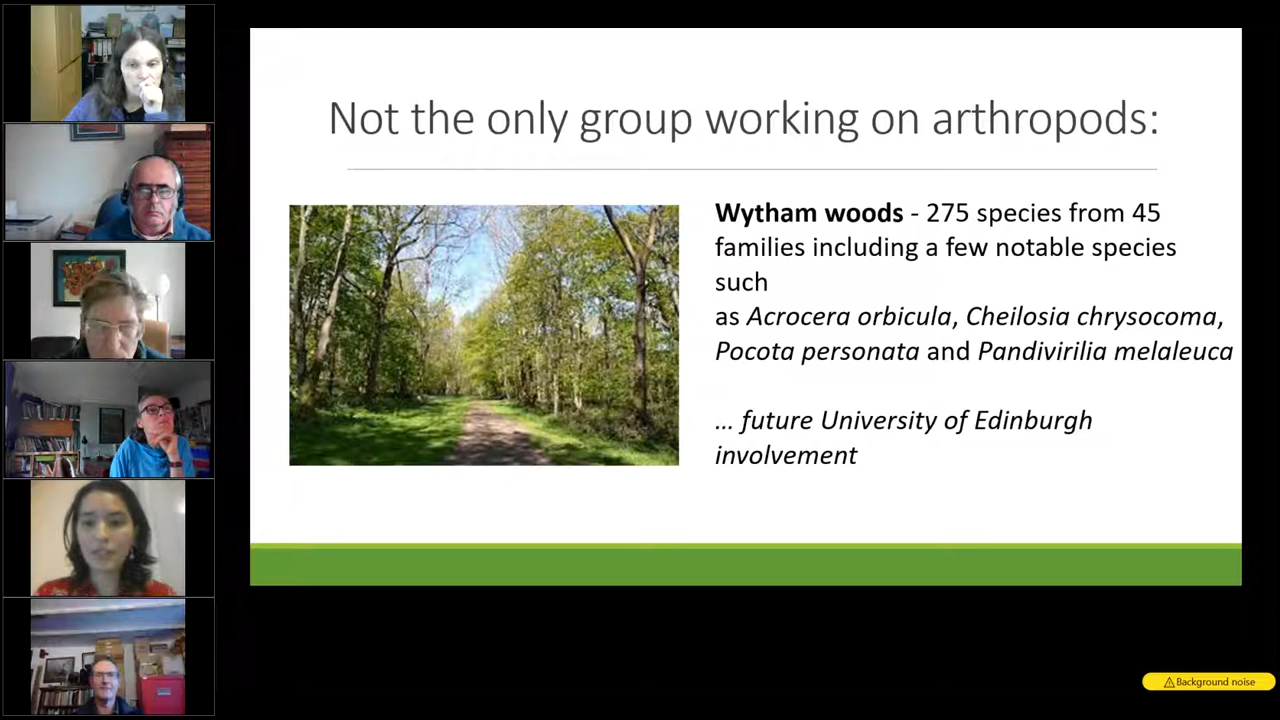 Not the only group working on arthropods:
Wytham woods - 275 species from 45
families including a few notable species
such
as Acrocera orbicula, Cheilosia chrysocoma,
Pocota personata and Pandivirilia melaleuca
... future University of Edinburgh
involvement
Background noise